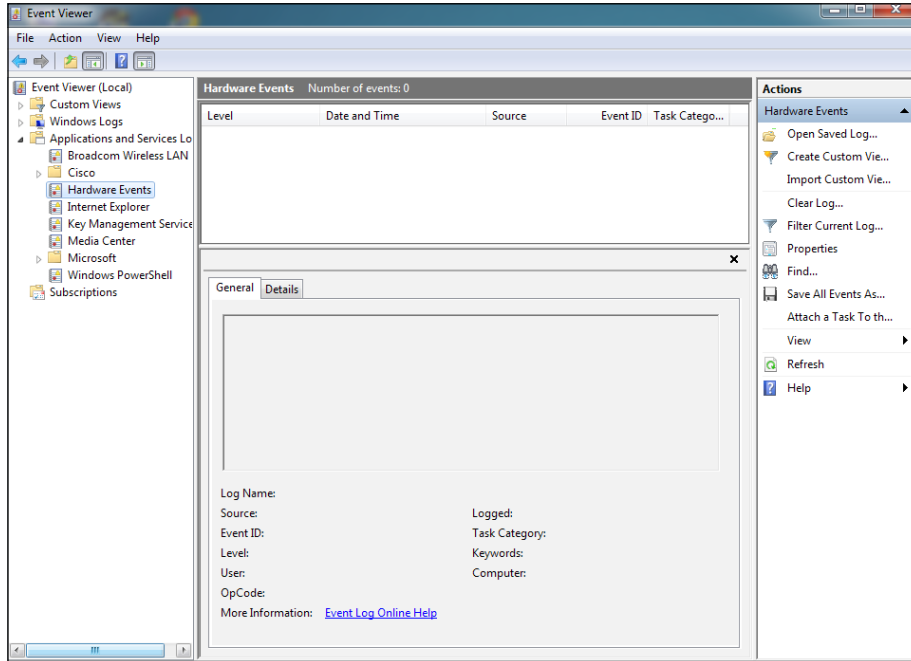 Event Viewer
File Action View Help
Event Viewer (Local)
Custom Views
Windows Logs
Applications and Services Lo
Broadcom Wireless LAN
Cisco
Hardware Events
Internet Explorer
Key Management Service
Media Center
Microsoft
Windows PowerShell
Subscriptions
Hardware Events Number of events: 0
Level Date and Time Source Event ID Task Catego...
General Details
Log Name:
Source: Logged:
Event ID: Task Category:
Level: Keywords:
User: Computer:
OpCode:
More Information: Event Log Online Help
Actions
Hardware Events
Open Saved Log...
Create Custom Vie...
Import Custom Vie...
Clear Log...
Filter Current Log...
Properties
Find...
Save All Events As...
Attach a Task To th...
View
Refresh
Help